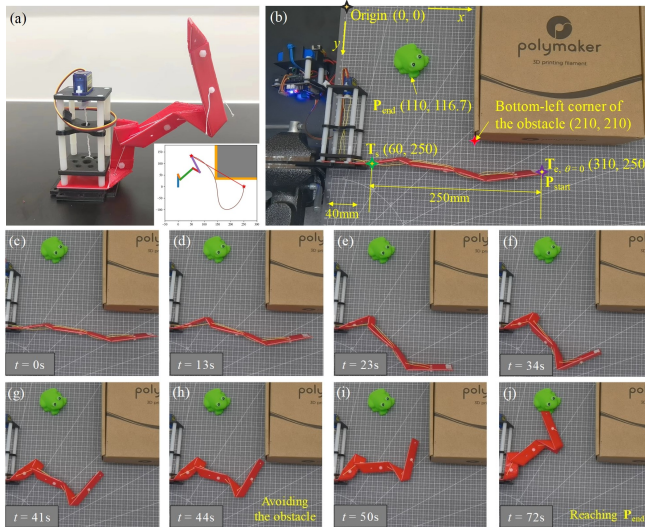 (a)
(b)
Origin (0, 0)
x
y
polymaker
3D printing filament
P_end (110, 116.7)
Bottom-left corner of
the obstacle (210, 210)
(60, 250)
T_e, θ=0 (310, 250)
P_start
250mm
40mm
(c)
t = 0s
(d)
t = 13s
(e)
t = 23s
(f)
t = 34s
(g)
t = 41s
(h)
t = 44s
Avoiding
the obstacle
(i)
t = 50s
(j)
t = 72s
Reaching P_end